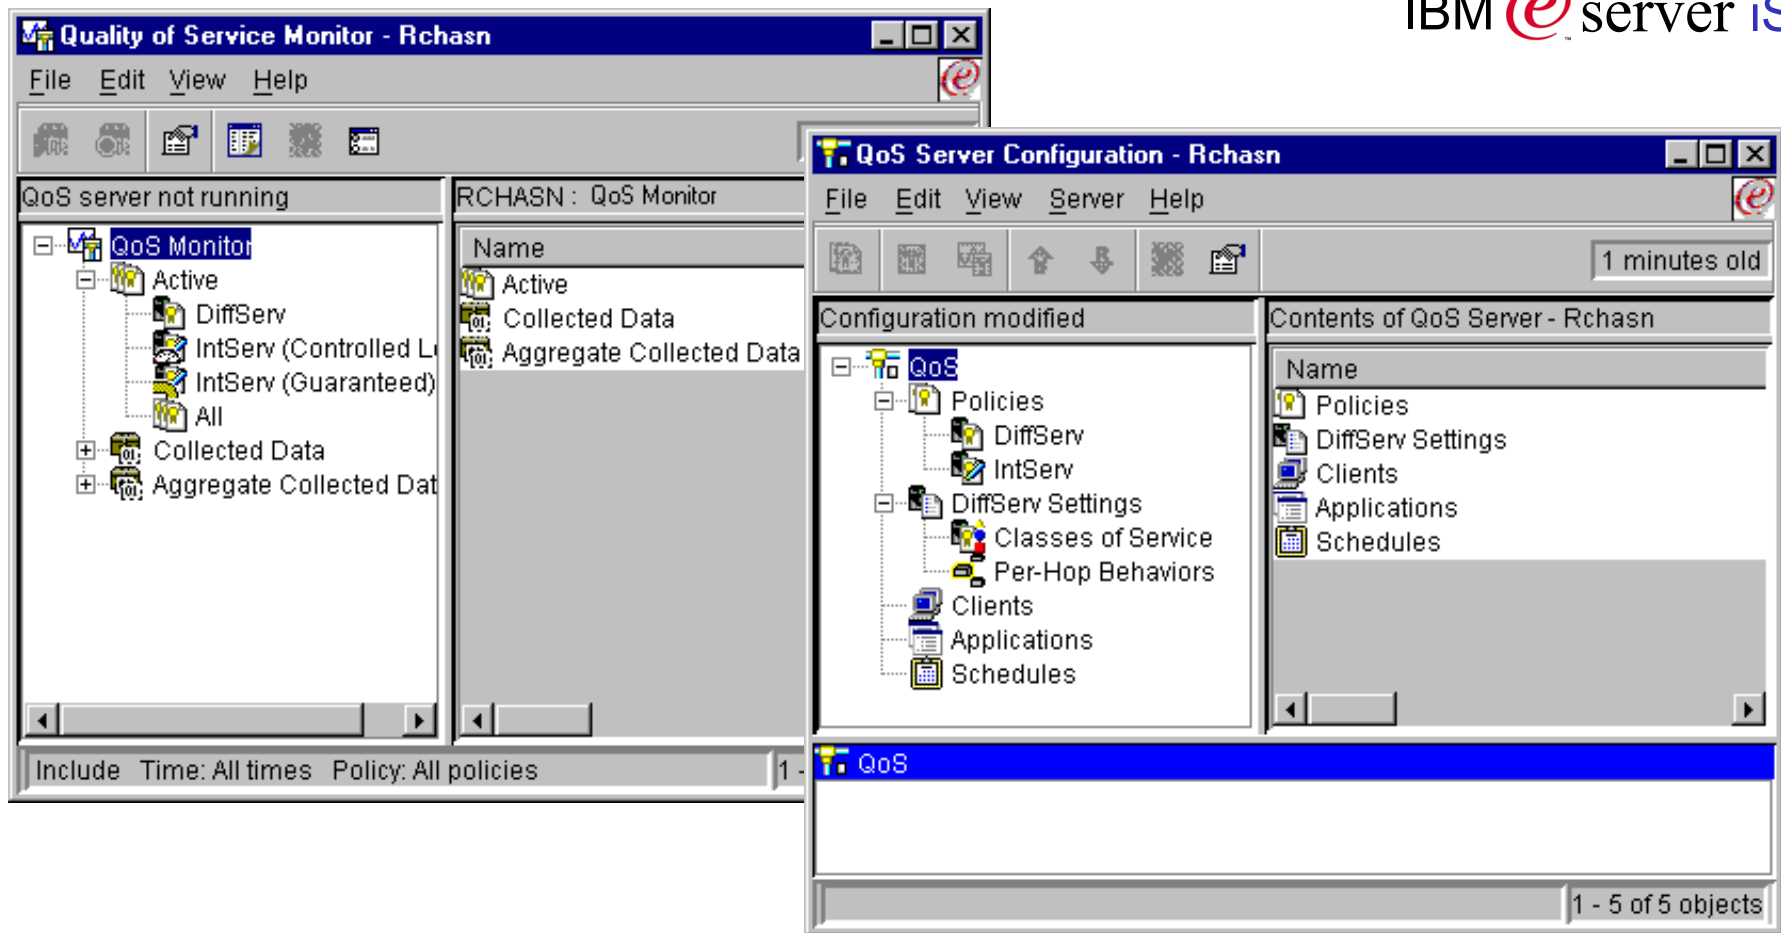 IBM e server iS
Quality of Service Monitor - Rchasn
File Edit View Help
QoS server not running
RCHASN : QoS Monitor
QoS Monitor
Active
DiffServ
IntServ (Controlled L
IntServ (Guaranteed)
All
Collected Data
Aggregate Collected Dat
Name
Active
Collected Data
Aggregate Collected Data
Include Time: All times Policy: All policies
1 -
QoS Server Configuration - Rchasn
File Edit View Server Help
1 minutes old
Configuration modified
Contents of QoS Server - Rchasn
QoS
Policies
DiffServ
IntServ
DiffServ Settings
Classes of Service
Per-Hop Behaviors
Clients
Applications
Schedules
Name
Policies
DiffServ Settings
Clients
Applications
Schedules
QoS
1 - 5 of 5 objects